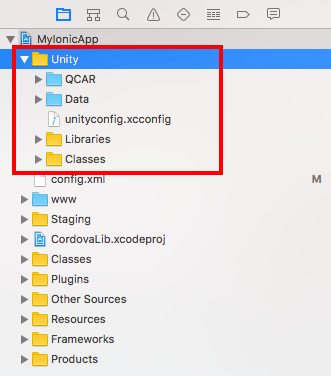 MyIonicApp
Unity
QCAR
Data
unityconfig.xcconfig
Libraries
Classes
config.xml M
www
Staging
CordovaLib.xcodeproj
Classes
Plugins
Other Sources
Resources
Frameworks
Products